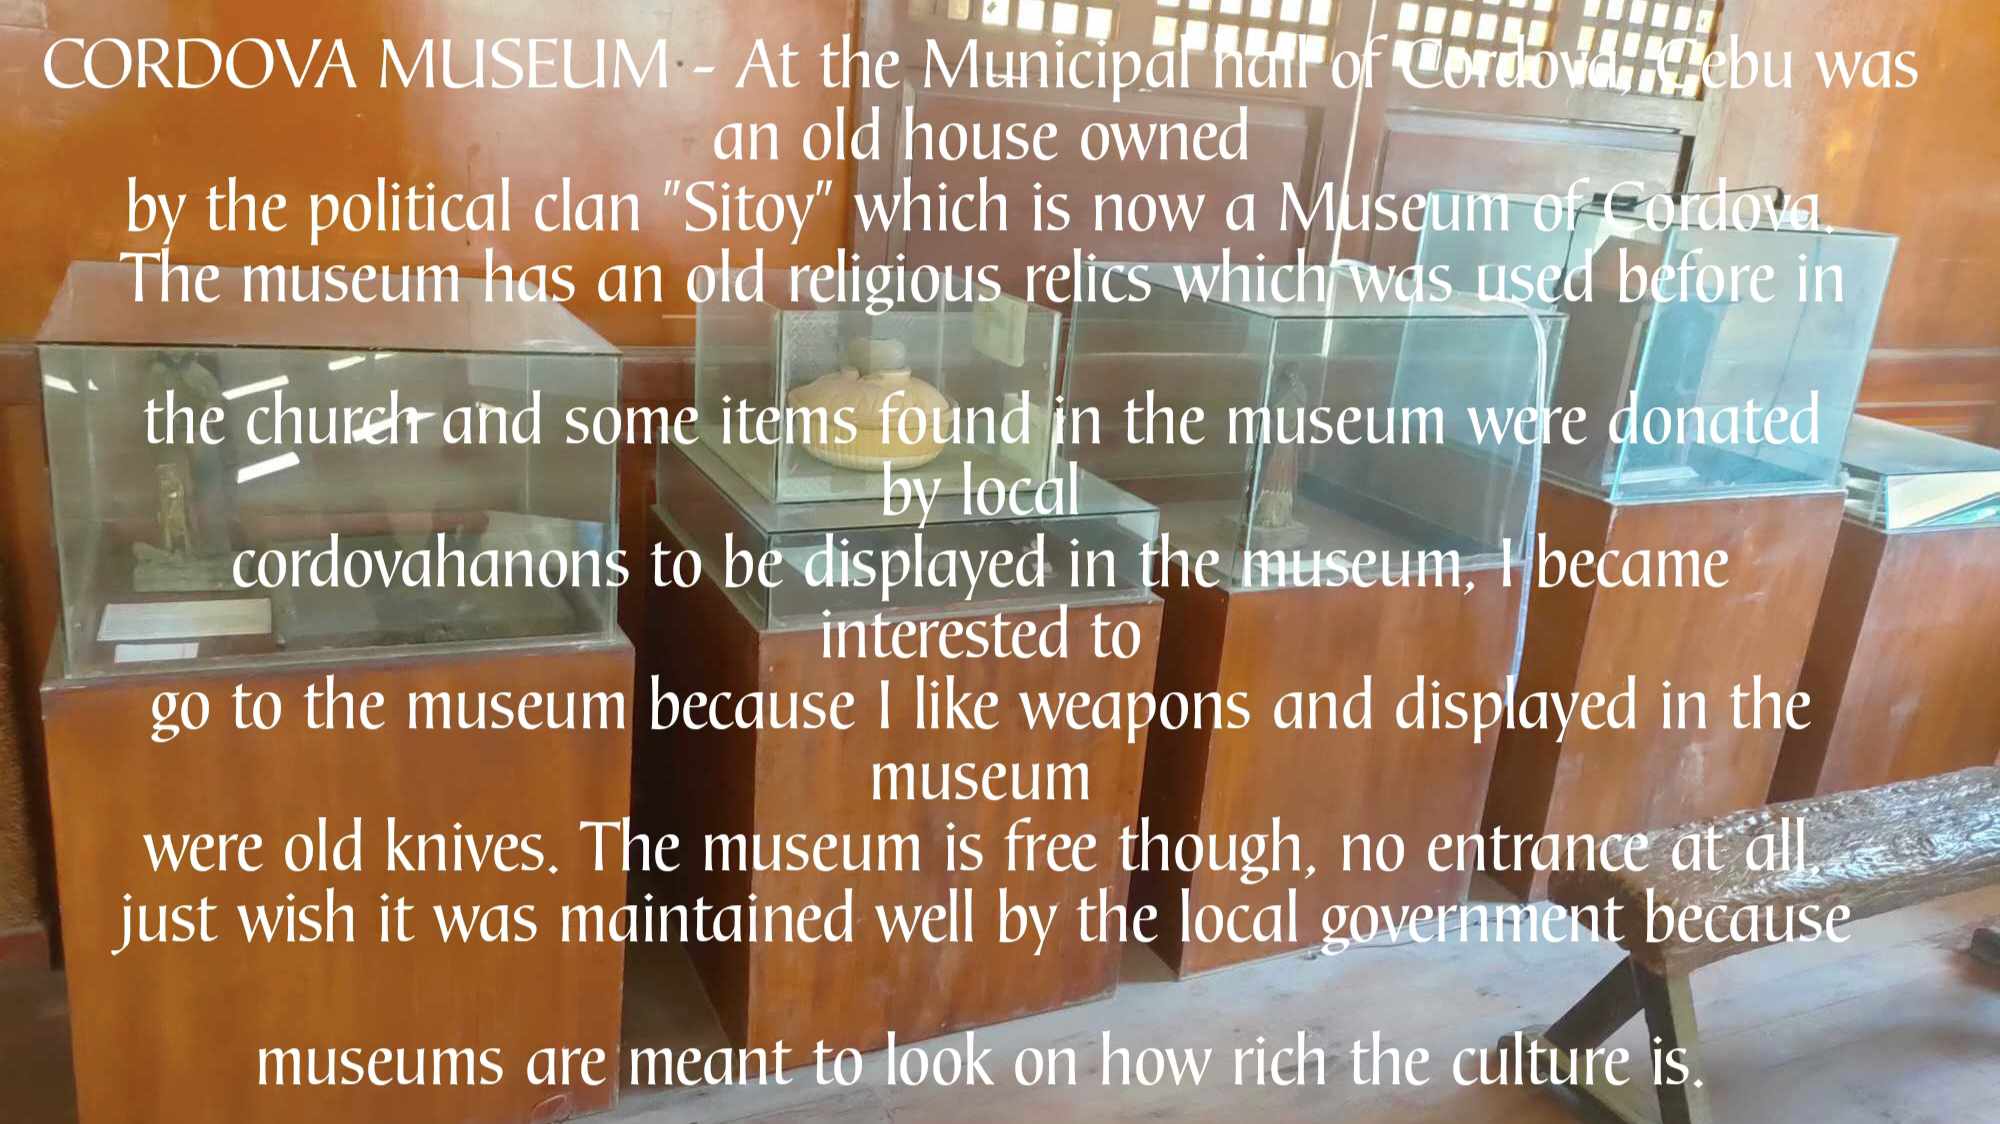 CORDOVA MUSEUM - At the Municipal hall of Cordova, Cebu was
an old house owned
by the political clan "Sitoy" which is now a Museum of Cordova.
The museum has an old religious relics which was used before in
the church and some items found in the museum were donated
by local
cordovahanons to be displayed in the museum, I became
interested to
go to the museum because I like weapons and displayed in the
museum
were old knives. The museum is free though, no entrance at all,
just wish it was maintained well by the local government because
museums are meant to look on how rich the culture is.